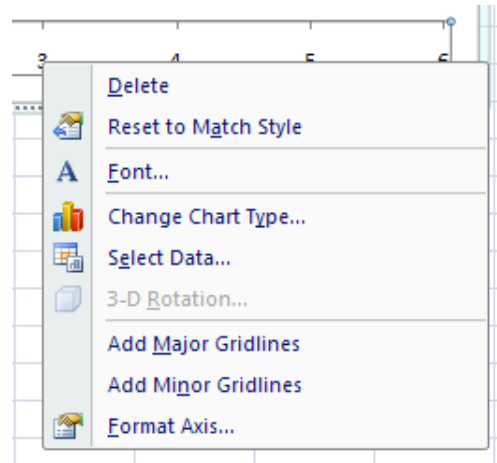 3 4 5 6
Delete
Reset to Match Style
Font...
Change Chart Type...
Select Data...
3-D Rotation...
Add Major Gridlines
Add Minor Gridlines
Format Axis...